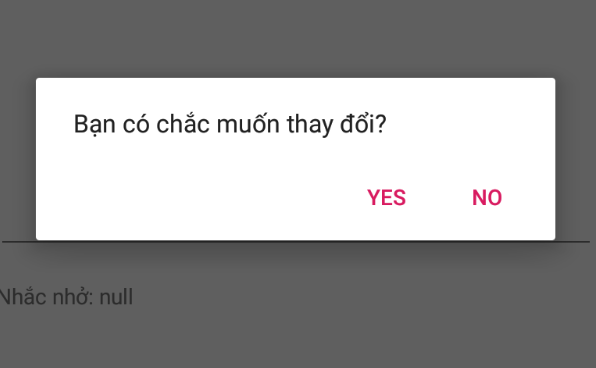 Bạn có chắc muốn thay đổi?
YES NO
Nhắc nhở: null